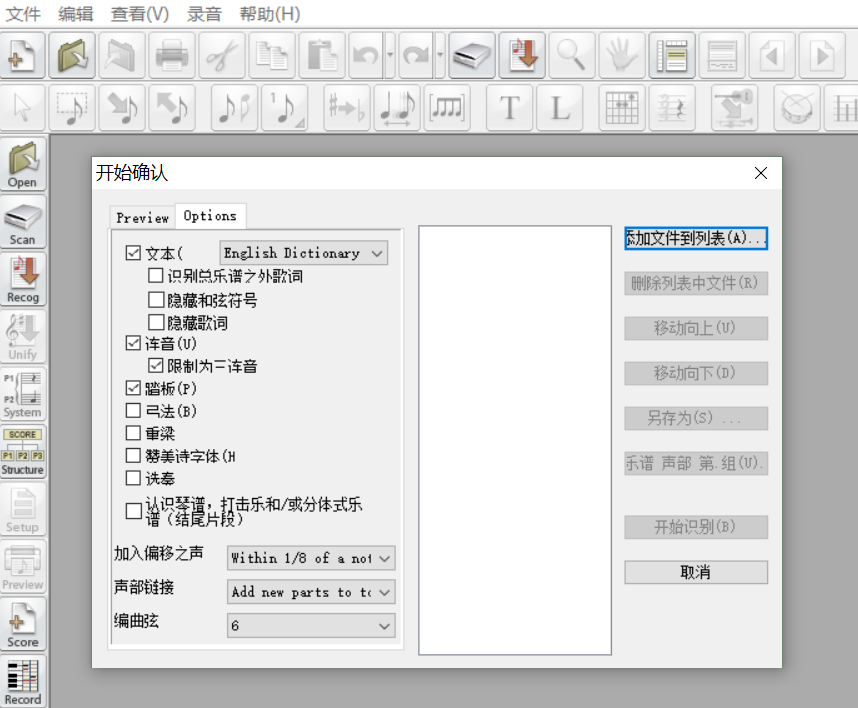 文件 编辑 查看(V) 录音 帮助(H)
T L
Open
Scan
Recog
Unify
P1
P2
System
SCORE
P1 P2 P3
Structure
Setup
Preview
Score
Record
开始确认
Preview Options
文本( English Dictionary
识别总乐谱之外歌词
隐藏和弦符号
隐藏歌词
连音(U)
限制为三连音
踏板(P)
弓法(B)
重梁
赞美诗字体(H
洗奏
认识琴谱，打击乐和/或分体式乐
谱（结尾片段）
加入偏移之声 Within 1/8 of a not
声部链接 Add new parts to to
编曲弦 6
添加文件到列表(A)...
删除列表中文件(R)
移动向上(U)
移动向下(D)
另存为(S) ...
乐谱 声部 第.组(U).
开始识别(B)
取消